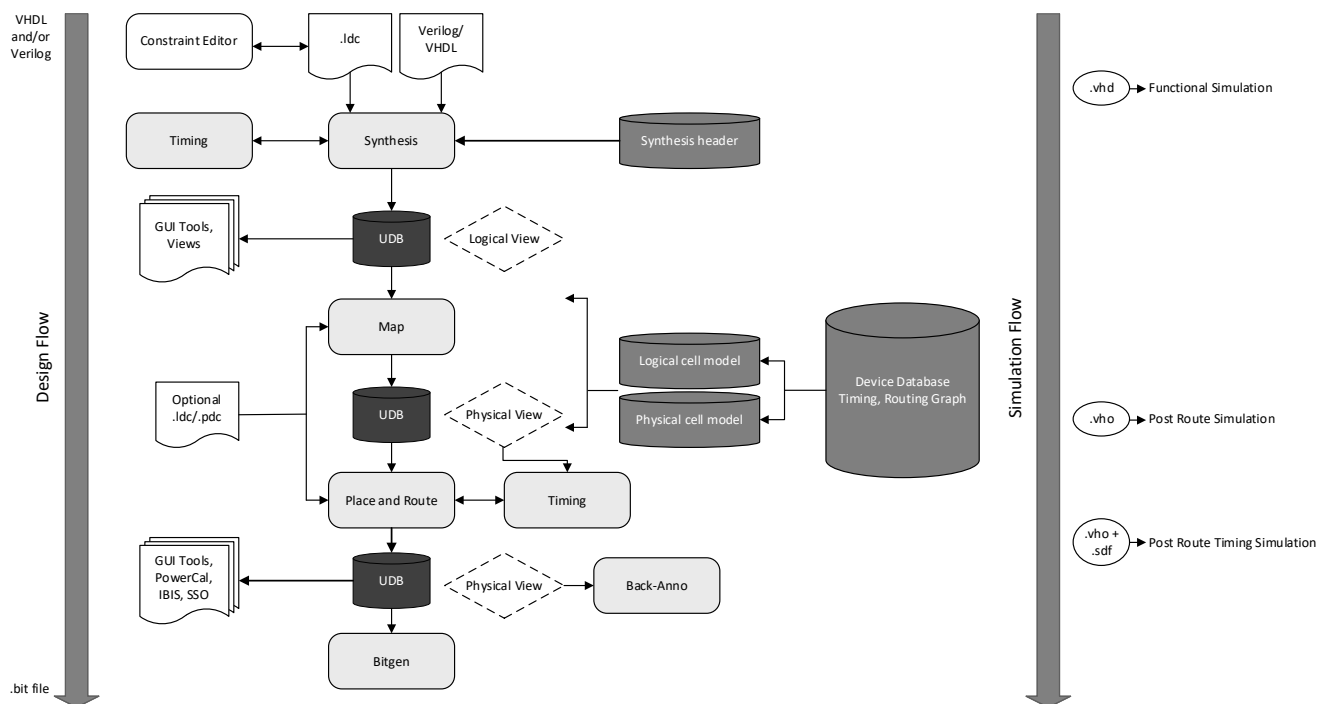 VHDL
and/or
Verilog
Constraint Editor
.ldc
Verilog/
VHDL
.vhd
Functional Simulation
Timing
Synthesis
Synthesis header
GUI Tools,
Views
UDB
Logical View
Design Flow
Map
Logical cell model
Physical cell model
Device Database
Timing, Routing Graph
Simulation Flow
Optional
.ldc/.pdc
UDB
Physical View
.vho
Post Route Simulation
Place and Route
Timing
.vho +
.sdf
Post Route Timing Simulation
GUI Tools,
PowerCal,
IBIS, SSO
UDB
Physical View
Back-Anno
Bitgen
.bit file